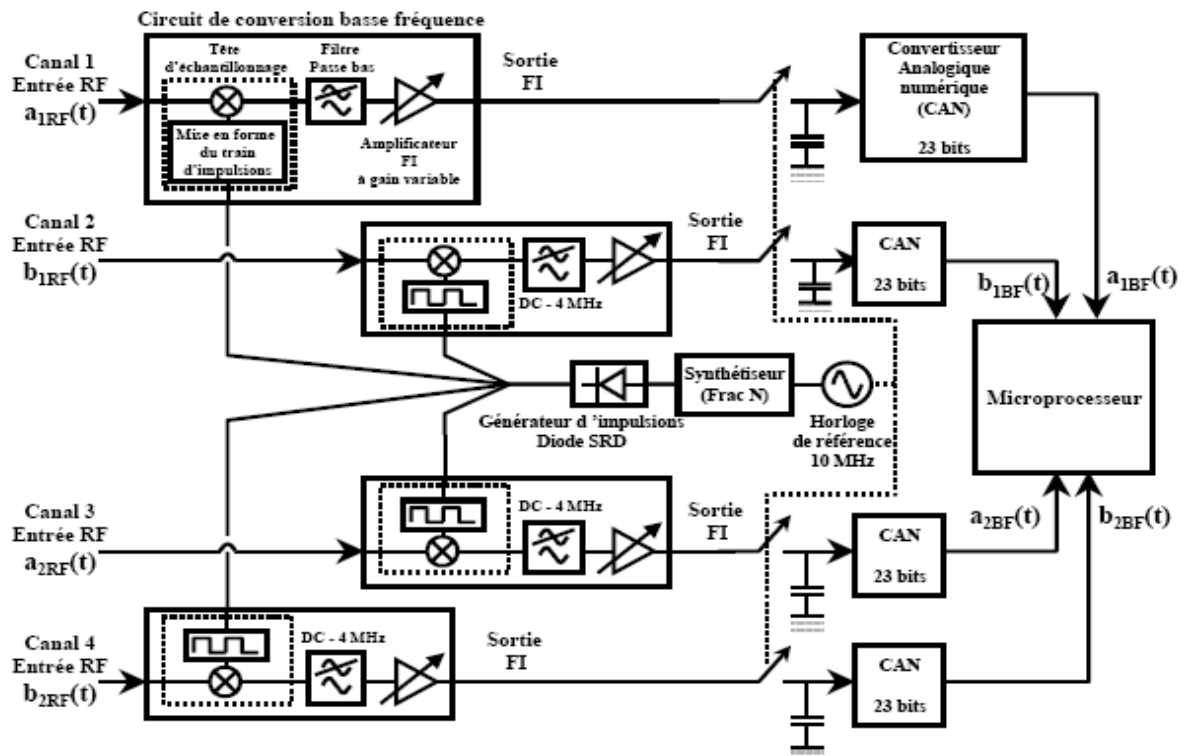 Circuit de conversion basse fréquence
Canal 1
Entrée RF
a1RF(t)
Tête
d'échantillonnage
Filtre
Passe bas
Mise en forme
du train
d'impulsions
Amplificateur
FI
à gain variable
Sortie
FI
Convertisseur
Analogique
numérique
(CAN)
23 bits
Canal 2
Entrée RF
b1RF(t)
DC - 4 MHz
Sortie
FI
CAN
23 bits
b1BF(t)
a1BF(t)
Générateur d 'impulsions
Diode SRD
Synthétiseur
(Frac N)
Horloge
de référence
10 MHz
Microprocesseur
Canal 3
Entrée RF
a2RF(t)
DC - 4 MHz
Sortie
FI
CAN
23 bits
a2BF(t)
b2BF(t)
Canal 4
Entrée RF
b2RF(t)
DC - 4 MHz
Sortie
FI
CAN
23 bits